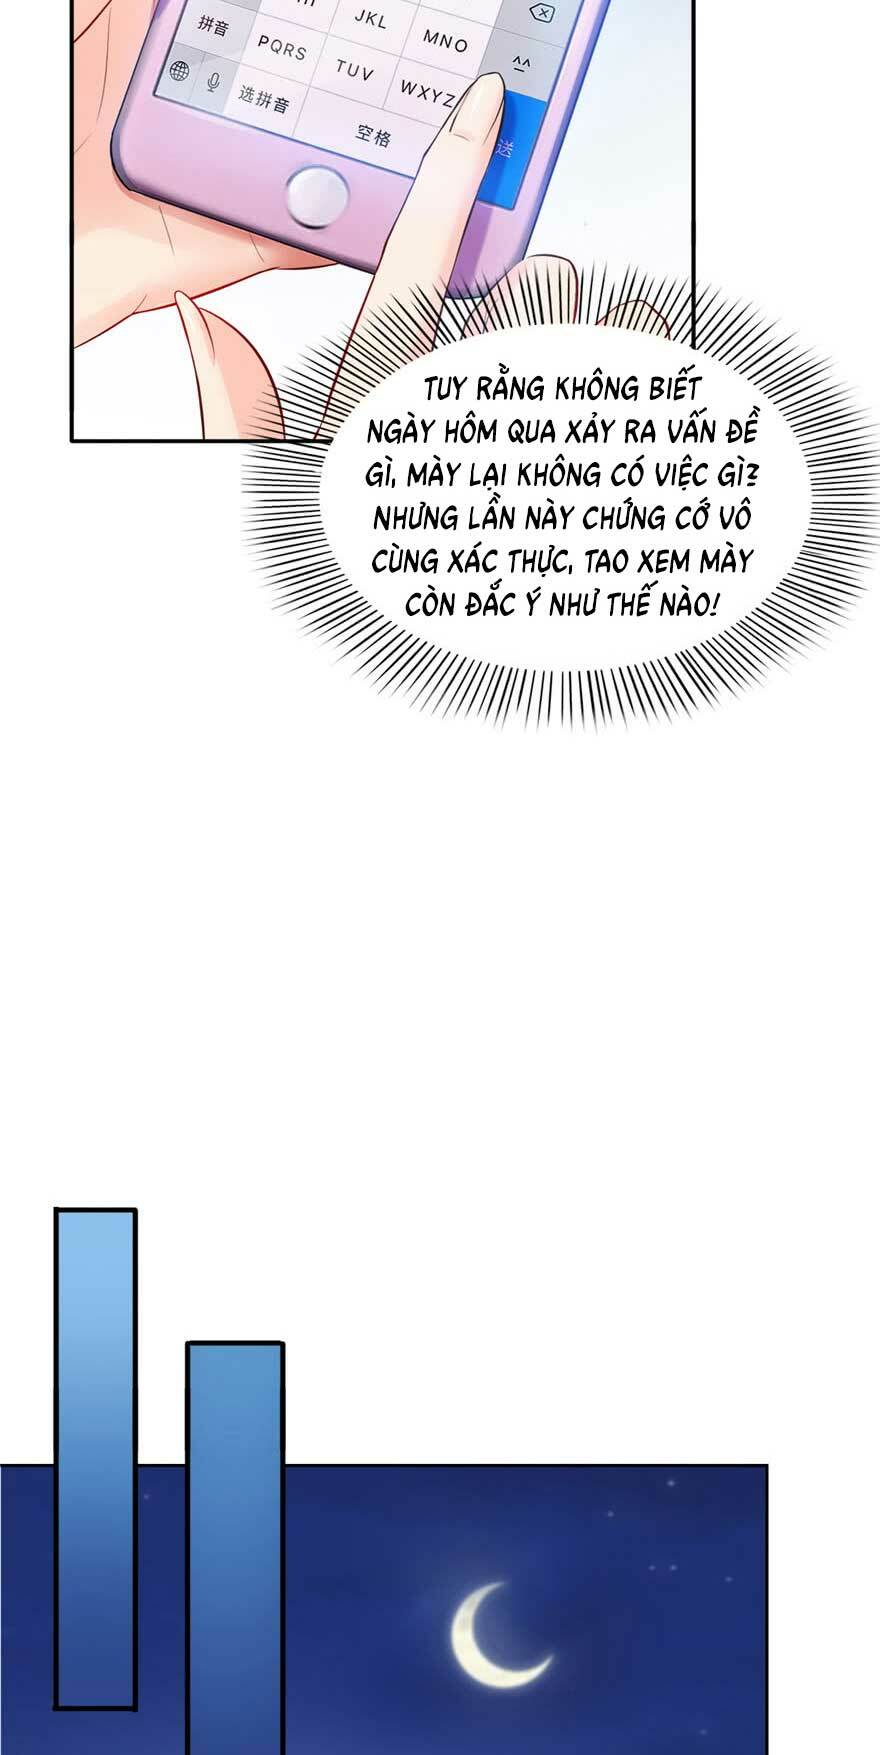 JKL
MNO
^^
拼音
PQRS
TUV
WXYZ
选拼音
空格
送
TUY RẰNG KHÔNG BIẾT
NGÀY HÔM QUA XẢY RA VẤN ĐỀ
GÌ, MÀY LẠI KHÔNG CÓ VIỆC GÌ?
NHƯNG LẦN NÀY CHỨNG CỚ VÔ
CÙNG XÁC THỰC, TAO XEM MÀY
CÒN ĐẮC Ý NHƯ THẾ NÀO!